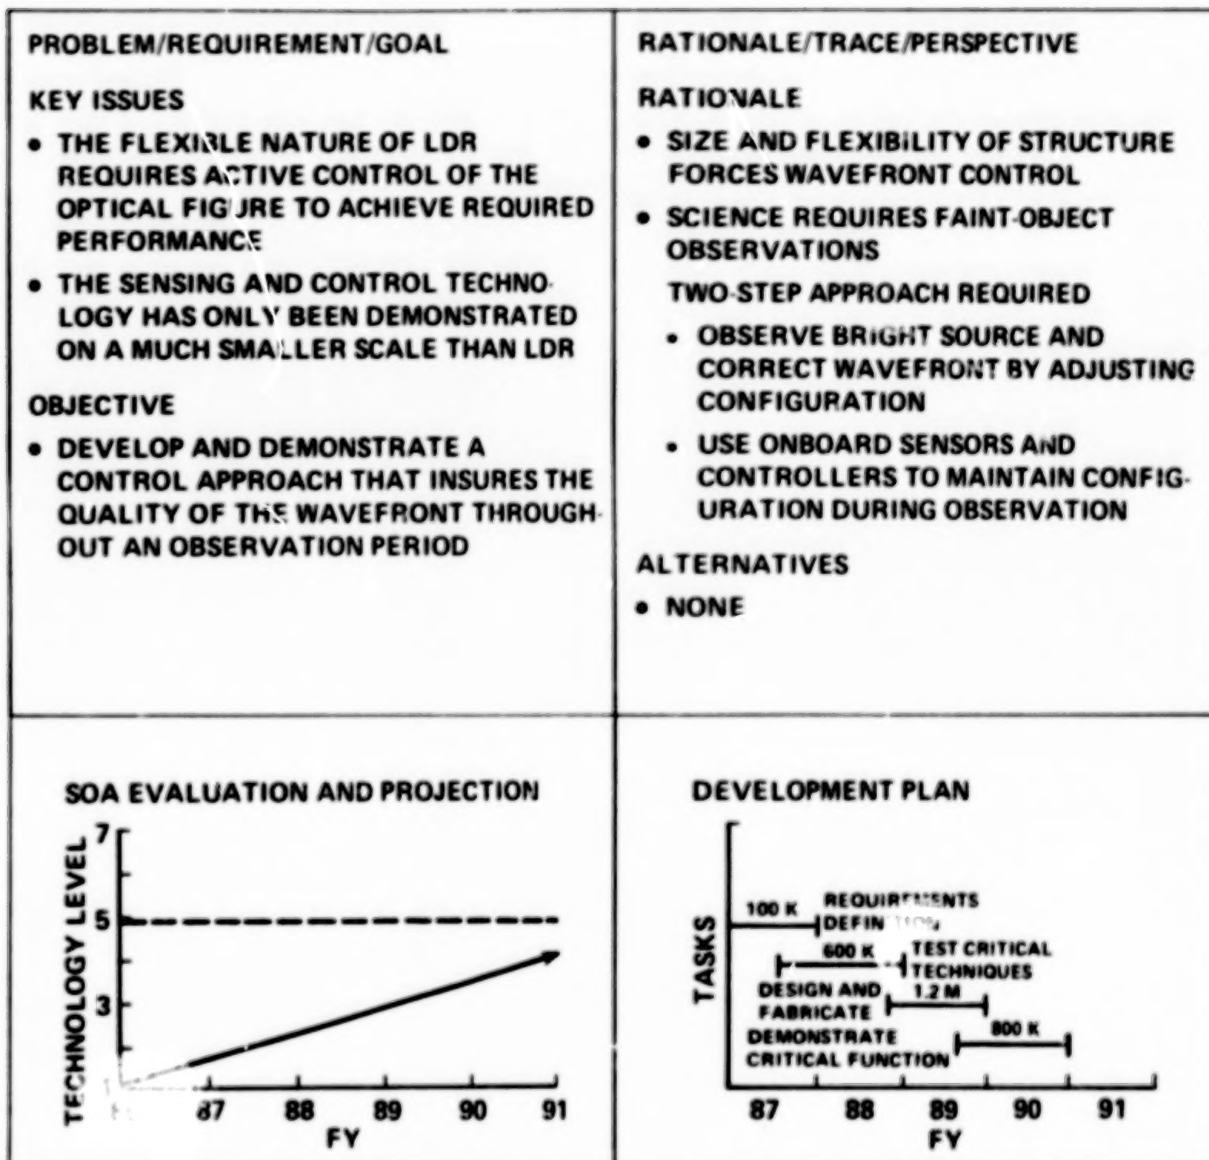 PROBLEM/REQUIREMENT/GOAL
KEY ISSUES
• THE FLEXIBLE NATURE OF LDR
REQUIRES ACTIVE CONTROL OF THE
OPTICAL FIGURE TO ACHIEVE REQUIRED
PERFORMANCE
• THE SENSING AND CONTROL TECHNO-
LOGY HAS ONLY BEEN DEMONSTRATED
ON A MUCH SMALLER SCALE THAN LDR
OBJECTIVE
• DEVELOP AND DEMONSTRATE A
CONTROL APPROACH THAT INSURES THE
QUALITY OF THE WAVEFRONT THROUGH-
OUT AN OBSERVATION PERIOD
RATIONALE/TRACE/PERSPECTIVE
RATIONALE
• SIZE AND FLEXIBILITY OF STRUCTURE
FORCES WAVEFRONT CONTROL
• SCIENCE REQUIRES FAINT-OBJECT
OBSERVATIONS
TWO-STEP APPROACH REQUIRED
• OBSERVE BRIGHT SOURCE AND
CORRECT WAVEFRONT BY ADJUSTING
CONFIGURATION
• USE ONBOARD SENSORS AND
CONTROLLERS TO MAINTAIN CONFIG-
URATION DURING OBSERVATION
ALTERNATIVES
• NONE
SOA EVALUATION AND PROJECTION
TECHNOLOGY LEVEL
7
5
3
87 88 89 90 91
FY
DEVELOPMENT PLAN
TASKS
100 K REQUIREMENTS
DEFINITION
600 K TEST CRITICAL
TECHNIQUES
DESIGN AND 1.2 M
FABRICATE
DEMONSTRATE 800 K
CRITICAL FUNCTION
87 88 89 90 91
FY